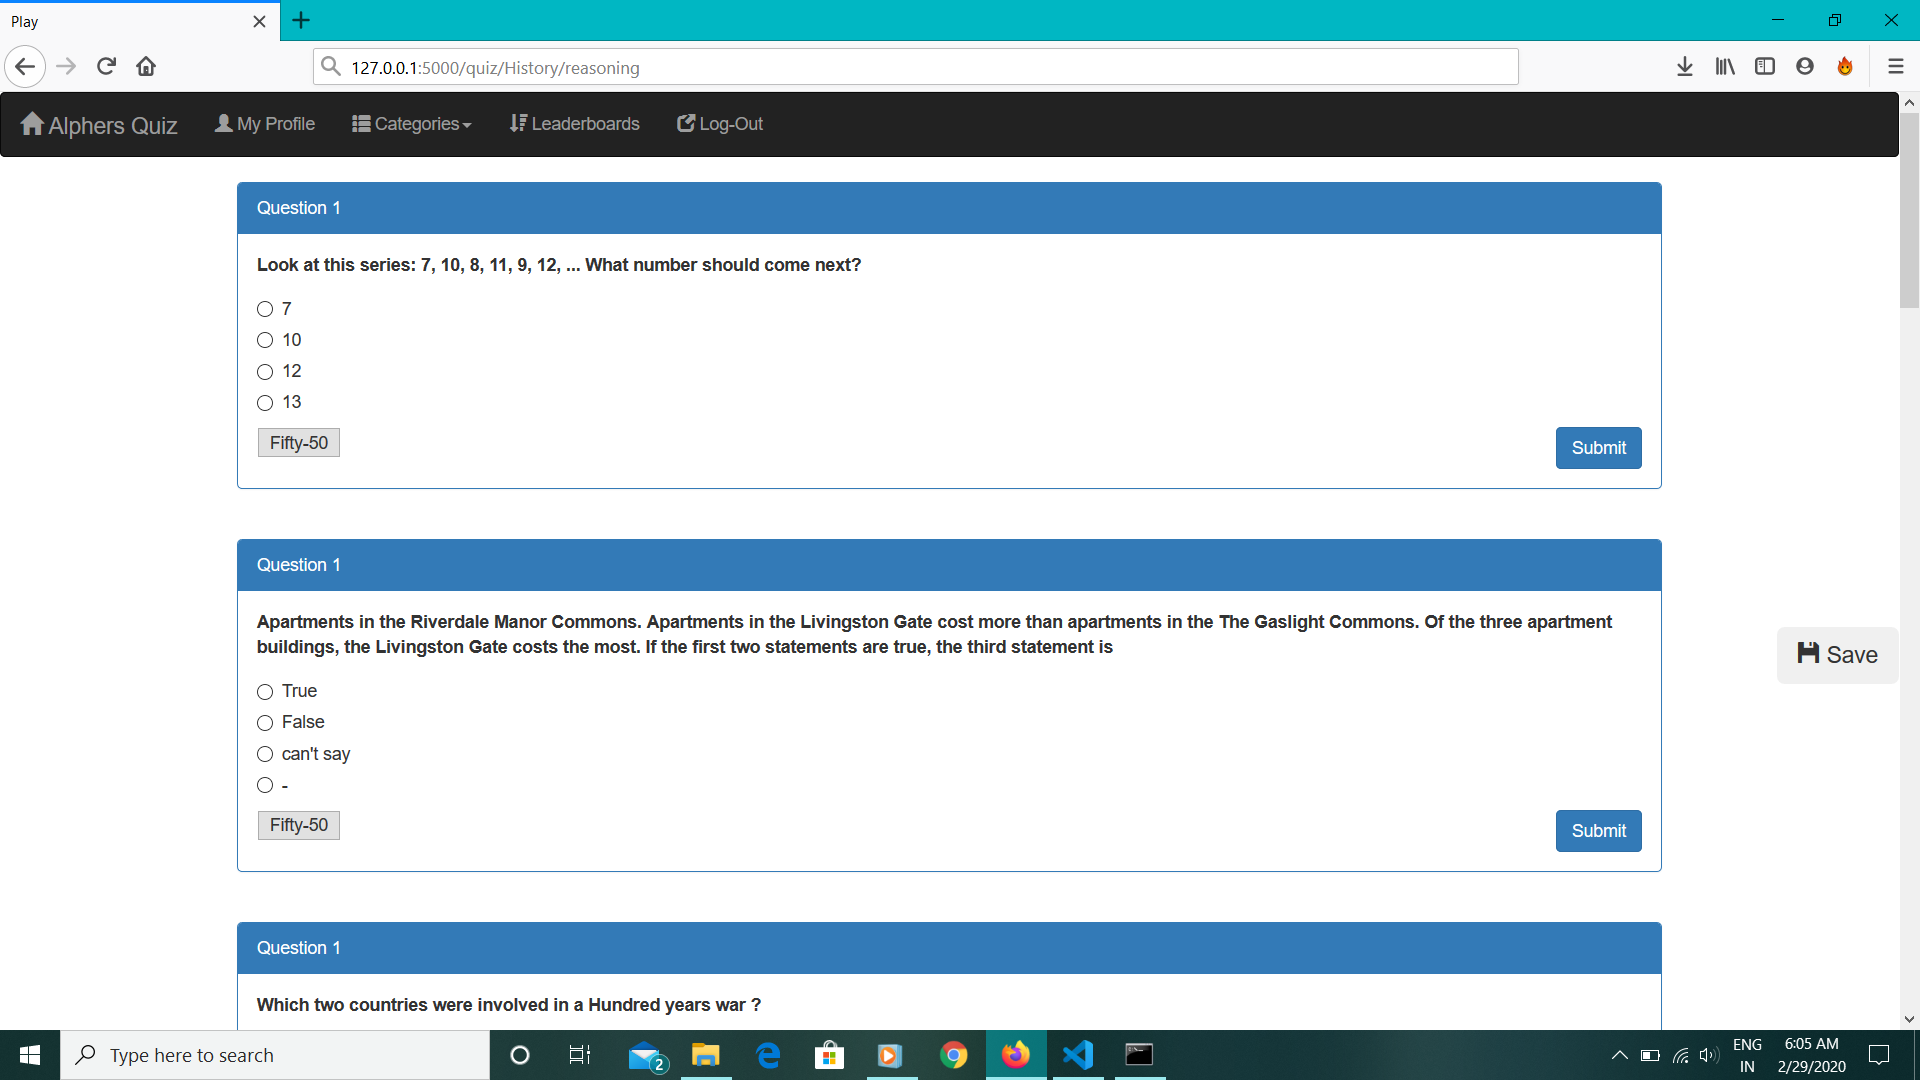 Play
127.0.0.1:5000/quiz/History/reasoning
Alphers Quiz My Profile Categories Leaderboards Log-Out
Question 1
Look at this series: 7, 10, 8, 11, 9, 12, ... What number should come next?
7
10
12
13
Fifty-50
Submit
Question 1
Apartments in the Riverdale Manor Commons. Apartments in the Livingston Gate cost more than apartments in the The Gaslight Commons. Of the three apartment
buildings, the Livingston Gate costs the most. If the first two statements are true, the third statement is
Save
True
False
can't say
-
Fifty-50
Submit
Question 1
Which two countries were involved in a Hundred years war ?
Type here to search
2
ENG
IN
6:05 AM
2/29/2020